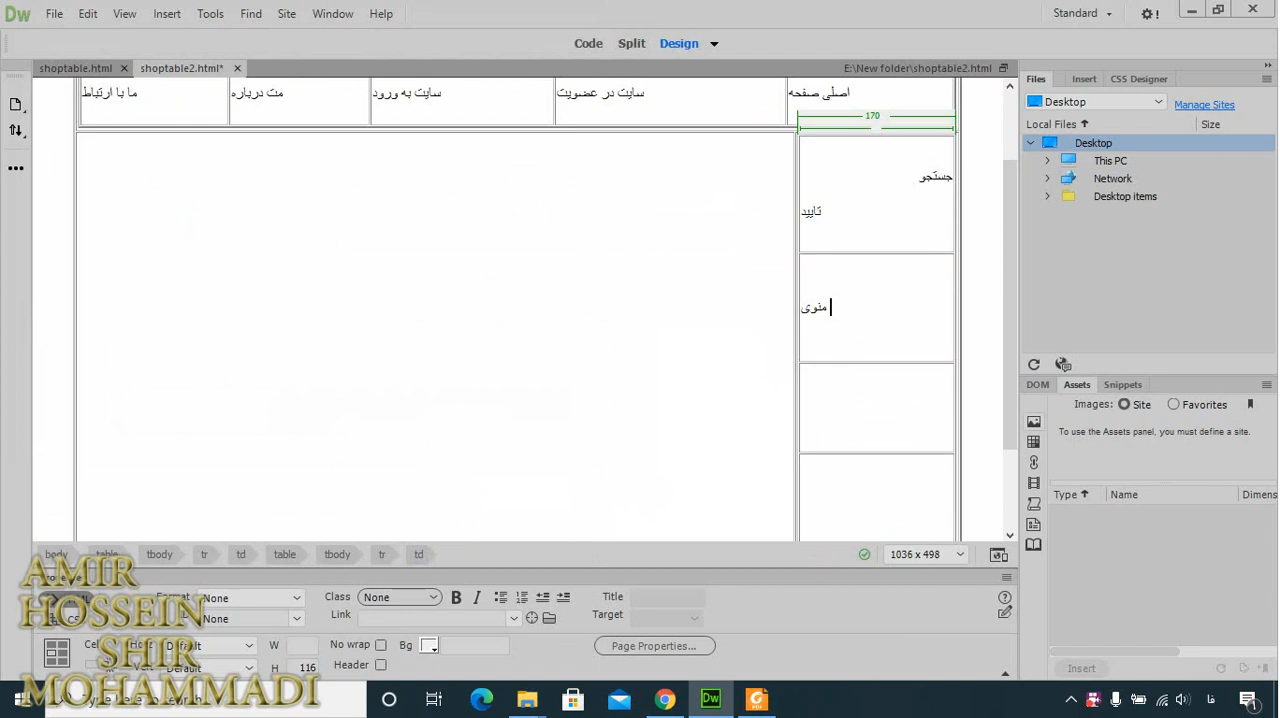 Dw File Edit View Insert Tools Find Site Window Help Standard
Code Split Design
shoptable.html shoptable2.html* E:\New folder\shoptable2.html
Files Insert CSS Designer
Desktop Manage Sites
Local Files Size
Desktop
This PC
Network
Desktop items
ما با ارتباط مت درباره سایت به ورود سایت در عضویت اصلی صفحه
170
جستجو
تایید
منوی
DOM Assets Snippets
Images: Site Favorites
To use the Assets panel, you must define a site.
Type Name Dimens
Insert
body table tbody tr td table tbody tr td 1036 x 498
Format None Class None B I Title
None Link Target
Default W No wrap Bg Page Properties...
Default H 116 Header
AMIR
HOSSEIN
SHIR
MOHAMMADI
Dw فا 1